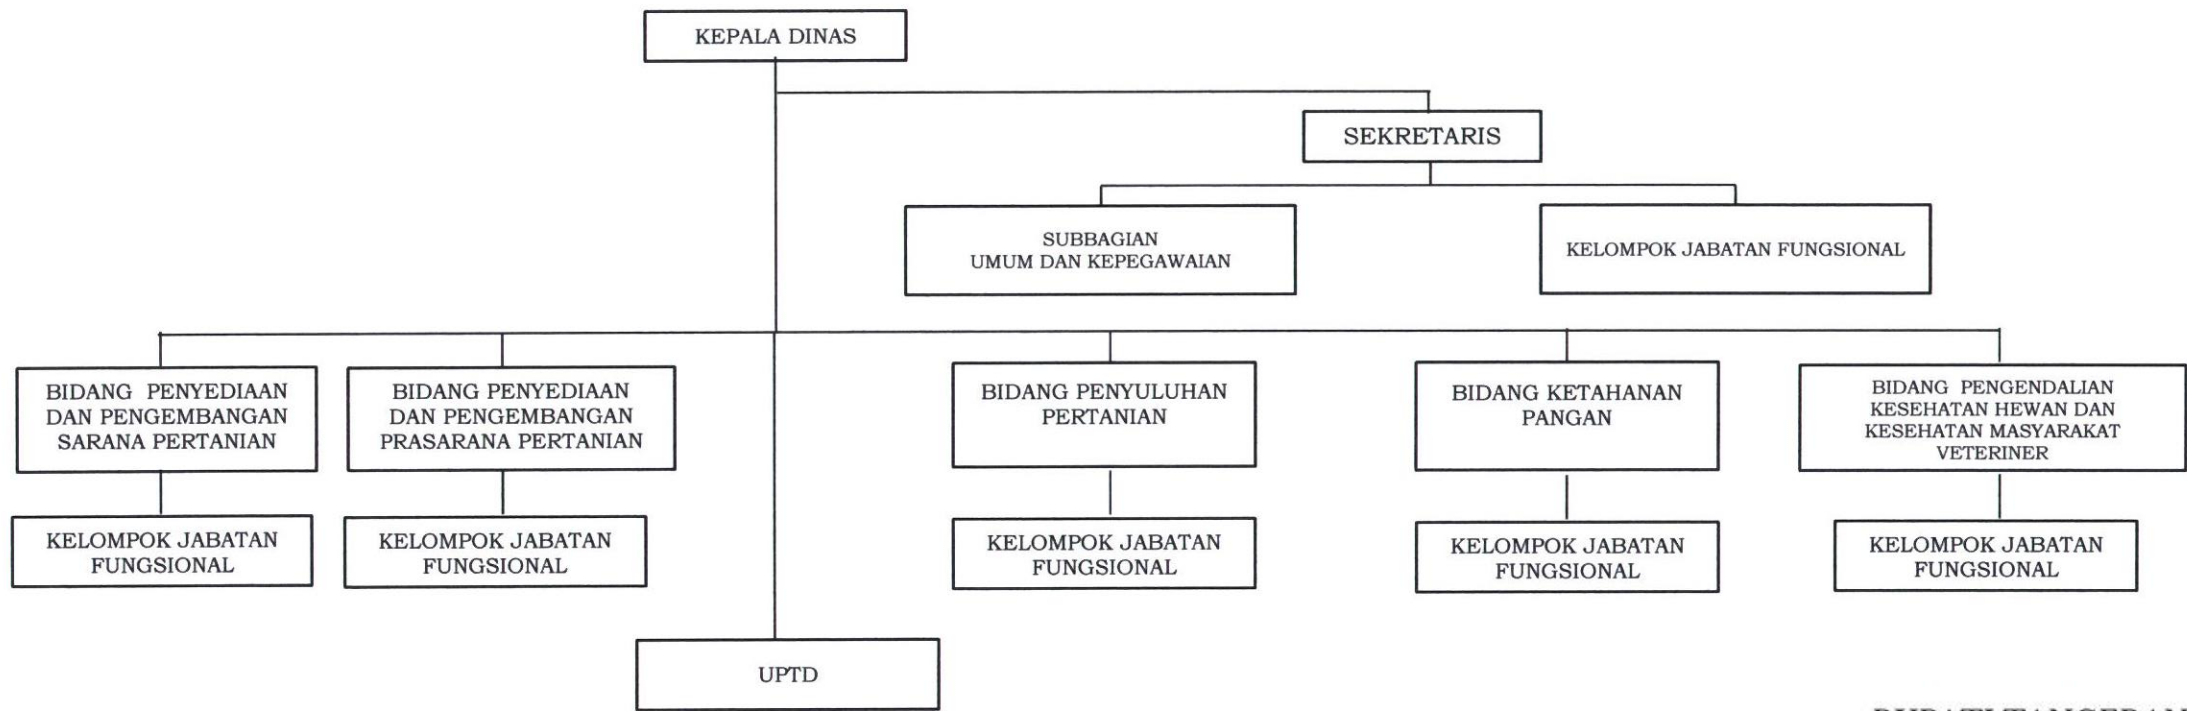 KEPALA DINAS
SEKRETARIS
SUBBAGIAN
UMUM DAN KEPEGAWAIAN
KELOMPOK JABATAN FUNGSIONAL
BIDANG PENYEDIAAN
DAN PENGEMBANGAN
SARANA PERTANIAN
BIDANG PENYEDIAAN
DAN PENGEMBANGAN
PRASARANA PERTANIAN
BIDANG PENYULUHAN
PERTANIAN
BIDANG KETAHANAN
PANGAN
BIDANG PENGENDALIAN
KESEHATAN HEWAN DAN
KESEHATAN MASYARAKAT
VETERINER
KELOMPOK JABATAN
FUNGSIONAL
KELOMPOK JABATAN
FUNGSIONAL
KELOMPOK JABATAN
FUNGSIONAL
KELOMPOK JABATAN
FUNGSIONAL
KELOMPOK JABATAN
FUNGSIONAL
UPTD